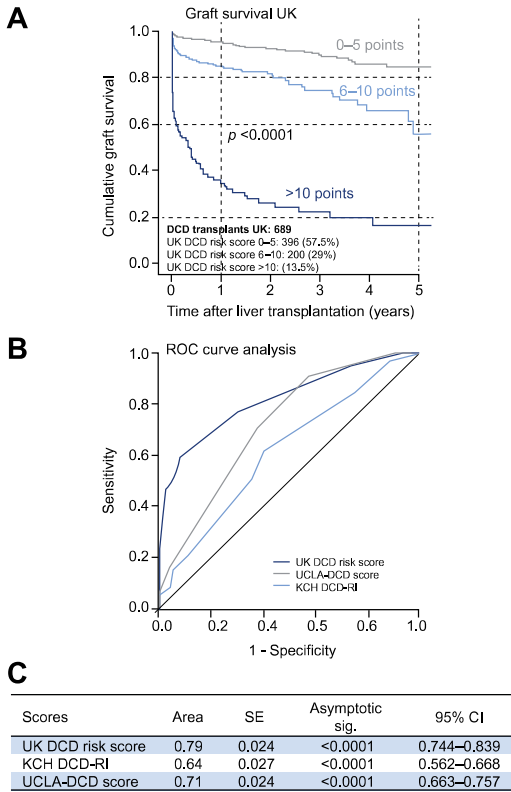 A
Graft survival UK
1.0
0.8
0.6
0.4
0.2
0.0
Cumulative graft survival
0–5 points
6–10 points
p <0.0001
>10 points
DCD transplants UK: 689
UK DCD risk score 0–5: 396 (57.5%)
UK DCD risk score 6–10: 200 (29%)
UK DCD risk score >10: (13.5%)
0 1 2 3 4 5
Time after liver transplantation (years)
B
ROC curve analysis
1.0
0.8
0.6
0.4
0.2
0.0
Sensitivity
UK DCD risk score
UCLA-DCD score
KCH DCD-RI
0.0 0.2 0.4 0.5 0.5 1.0
1 - Specificity
C
Scores Area SE Asymptotic sig. 95% CI
UK DCD risk score 0.79 0.024 <0.0001 0.744–0.839
KCH DCD-RI 0.64 0.027 <0.0001 0.562–0.668
UCLA-DCD score 0.71 0.024 <0.0001 0.663–0.757